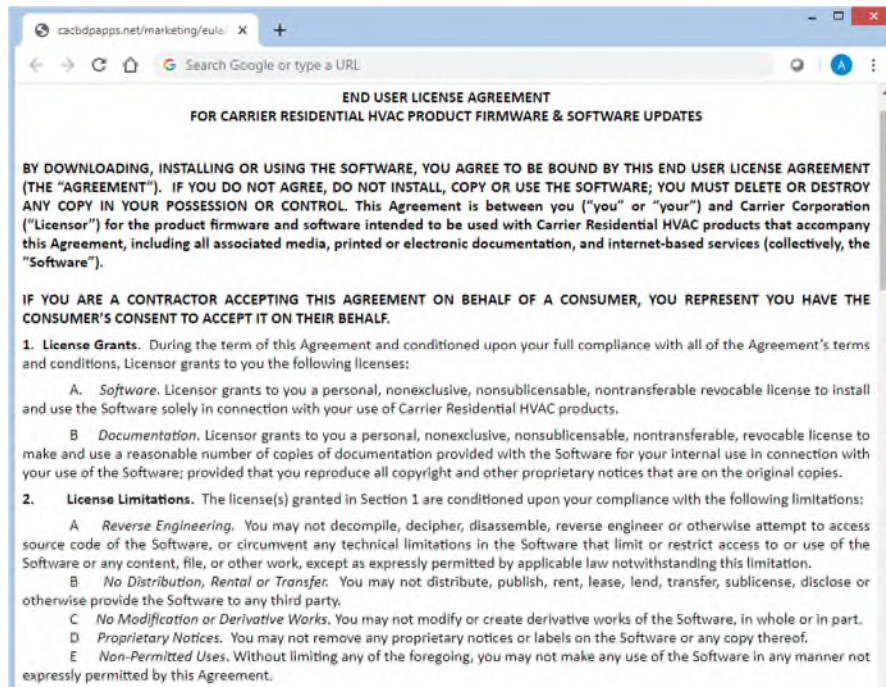 cacbdpapps.net/marketing/eula/
Search Google or type a URL
A
END USER LICENSE AGREEMENT
FOR CARRIER RESIDENTIAL HVAC PRODUCT FIRMWARE & SOFTWARE UPDATES
BY DOWNLOADING, INSTALLING OR USING THE SOFTWARE, YOU AGREE TO BE BOUND BY THIS END USER LICENSE AGREEMENT
(THE “AGREEMENT”). IF YOU DO NOT AGREE, DO NOT INSTALL, COPY OR USE THE SOFTWARE; YOU MUST DELETE OR DESTROY
ANY COPY IN YOUR POSSESSION OR CONTROL. This Agreement is between you (“you” or “your”) and Carrier Corporation
("Licensor") for the product firmware and software intended to be used with Carrier Residential HVAC products that accompany
this Agreement, including all associated media, printed or electronic documentation, and internet-based services (collectively, the
“Software”).
IF YOU ARE A CONTRACTOR ACCEPTING THIS AGREEMENT ON BEHALF OF A CONSUMER, YOU REPRESENT YOU HAVE THE
CONSUMER’S CONSENT TO ACCEPT IT ON THEIR BEHALF.
1. License Grants. During the term of this Agreement and conditioned upon your full compliance with all of the Agreement’s terms
and conditions, Licensor grants to you the following licenses:
A. Software. Licensor grants to you a personal, nonexclusive, nonsublicensable, nontransferable revocable license to install
and use the Software solely in connection with your use of Carrier Residential HVAC products.
B Documentation. Licensor grants to you a personal, nonexclusive, nonsublicensable, nontransferable, revocable license to
make and use a reasonable number of copies of documentation provided with the Software for your internal use in connection with
your use of the Software; provided that you reproduce all copyright and other proprietary notices that are on the original copies.
2. License Limitations. The license(s) granted in Section 1 are conditioned upon your compliance with the following limitations:
A Reverse Engineering. You may not decompile, decipher, disassemble, reverse engineer or otherwise attempt to access
source code of the Software, or circumvent any technical limitations in the Software that limit or restrict access to or use of the
Software or any content, file, or other work, except as expressly permitted by applicable law notwithstanding this limitation.
B No Distribution, Rental or Transfer. You may not distribute, publish, rent, lease, lend, transfer, sublicense, disclose or
otherwise provide the Software to any third party.
C No Modification or Derivative Works. You may not modify or create derivative works of the Software, in whole or in part.
D Proprietary Notices. You may not remove any proprietary notices or labels on the Software or any copy thereof.
E Non-Permitted Uses. Without limiting any of the foregoing, you may not make any use of the Software in any manner not
expressly permitted by this Agreement.